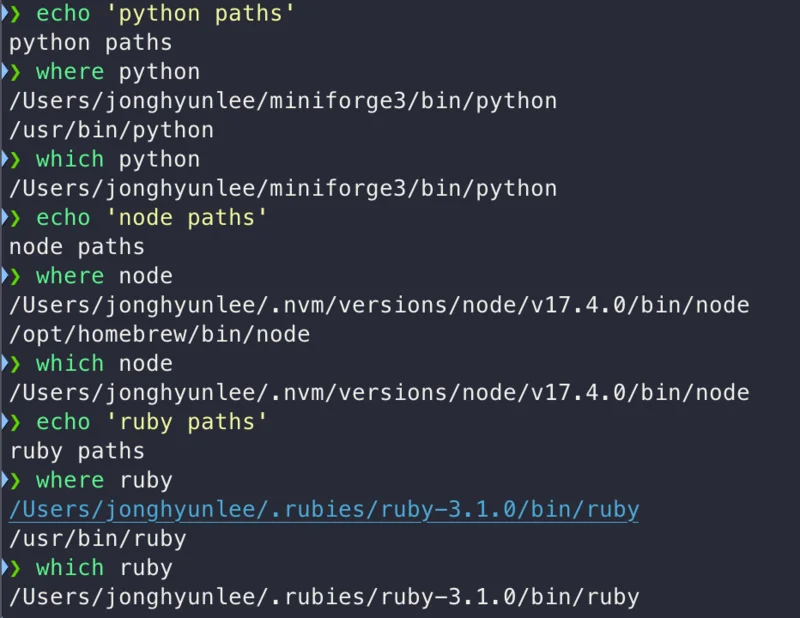 ❯ echo 'python paths'
python paths
❯ where python
/Users/jonghyunlee/miniforge3/bin/python
/usr/bin/python
❯ which python
/Users/jonghyunlee/miniforge3/bin/python
❯ echo 'node paths'
node paths
❯ where node
/Users/jonghyunlee/.nvm/versions/node/v17.4.0/bin/node
/opt/homebrew/bin/node
❯ which node
/Users/jonghyunlee/.nvm/versions/node/v17.4.0/bin/node
❯ echo 'ruby paths'
ruby paths
❯ where ruby
/Users/jonghyunlee/.rubies/ruby-3.1.0/bin/ruby
/usr/bin/ruby
❯ which ruby
/Users/jonghyunlee/.rubies/ruby-3.1.0/bin/ruby